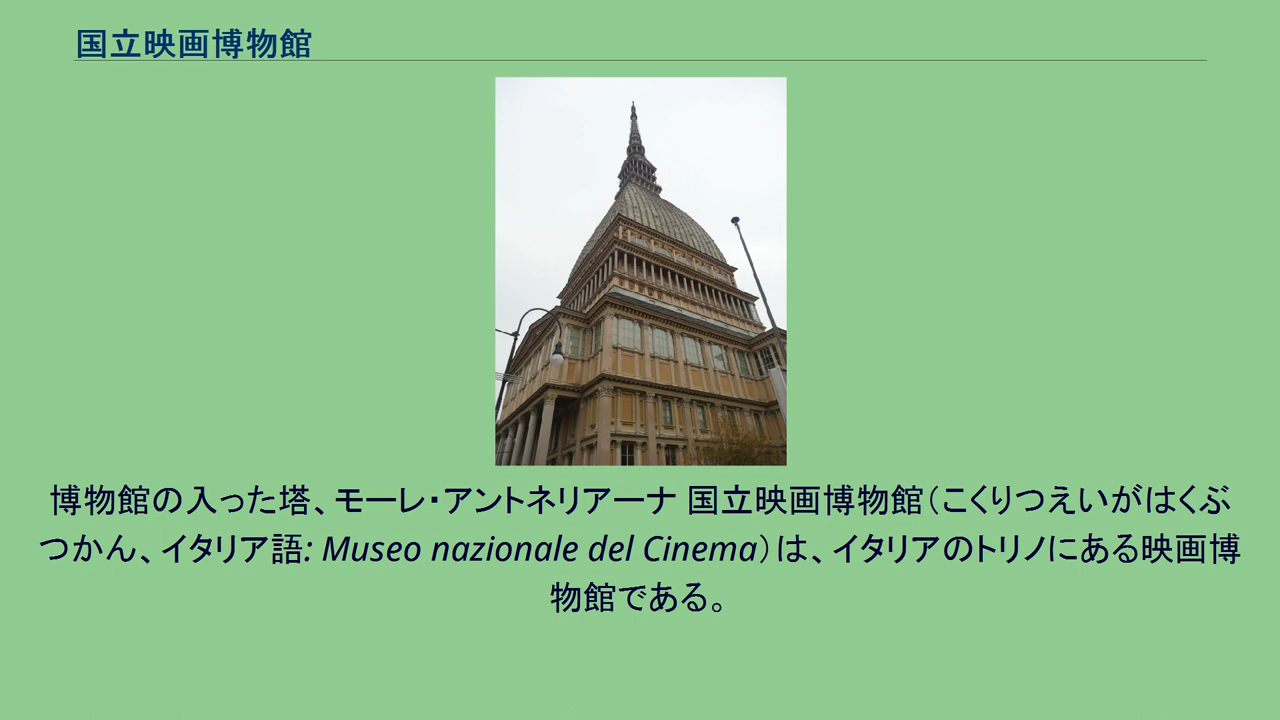 国立映画博物館
博物館の入った塔、モーレ・アントネリアーナ 国立映画博物館（こくりつえいがはくぶ
つかん、イタリア語: Museo nazionale del Cinema）は、イタリアのトリノにある映画博
物館である。